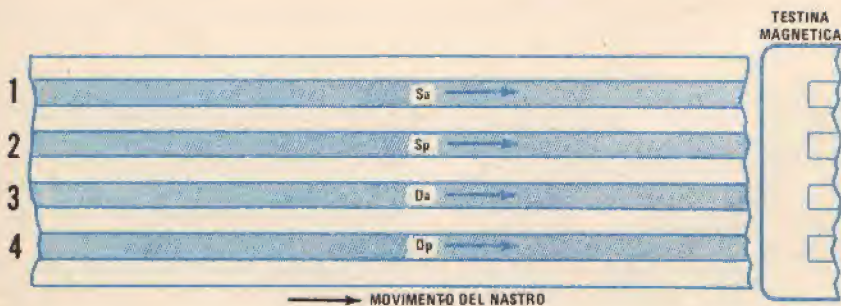 TESTINA
MAGNETICA
1 Sa
2 Sp
3 Da
4 Dp
MOVIMENTO DEL NASTRO